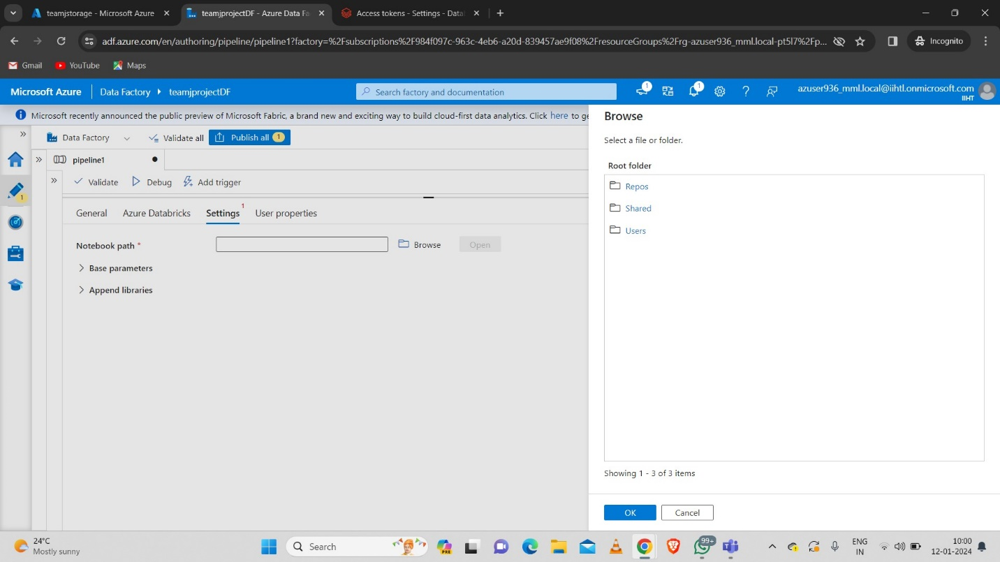 teamjstorage - Microsoft Azure
teamjprojectDF - Azure Data Fa
Access tokens - Settings - Data
adf.azure.com/en/authoring/pipeline/pipeline1?factory=%2Fsubscriptions%2F984f097c-963c-4eb6-a20d-839457ae9f08%2FresourceGroups%2Frg-azuser936_mml.local-pt5l7%2Fp...
Incognito
Gmail
YouTube
Maps
Microsoft Azure
Data Factory
teamjprojectDF
Search factory and documentation
1
1
azuser936_mml.local@iihtl.onmicrosoft.com
IIHT
Microsoft recently announced the public preview of Microsoft Fabric, a brand new and exciting way to build cloud-first data analytics. Click here to ge
Data Factory
Validate all
Publish all 1
pipeline1
Validate
Debug
Add trigger
1
General
Azure Databricks
Settings 1
User properties
Notebook path *
Browse
Open
Base parameters
Append libraries
Browse
Select a file or folder.
Root folder
Repos
Shared
Users
Showing 1 - 3 of 3 items
OK
Cancel
24°C
Mostly sunny
Search
PRE
99+
ENG
IN
10:00
12-01-2024